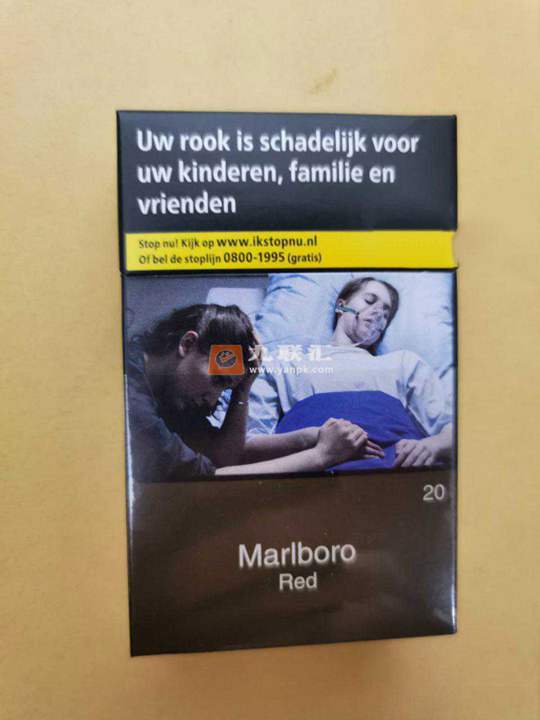 Uw rook is schadelijk voor
uw kinderen, familie en
vrienden
Stop nu! Kijk op www.ikstopnu.nl
Of bel de stoplijn 0800-1995 (gratis)
九联汇
www.yanpk.com
20
Marlboro
Red